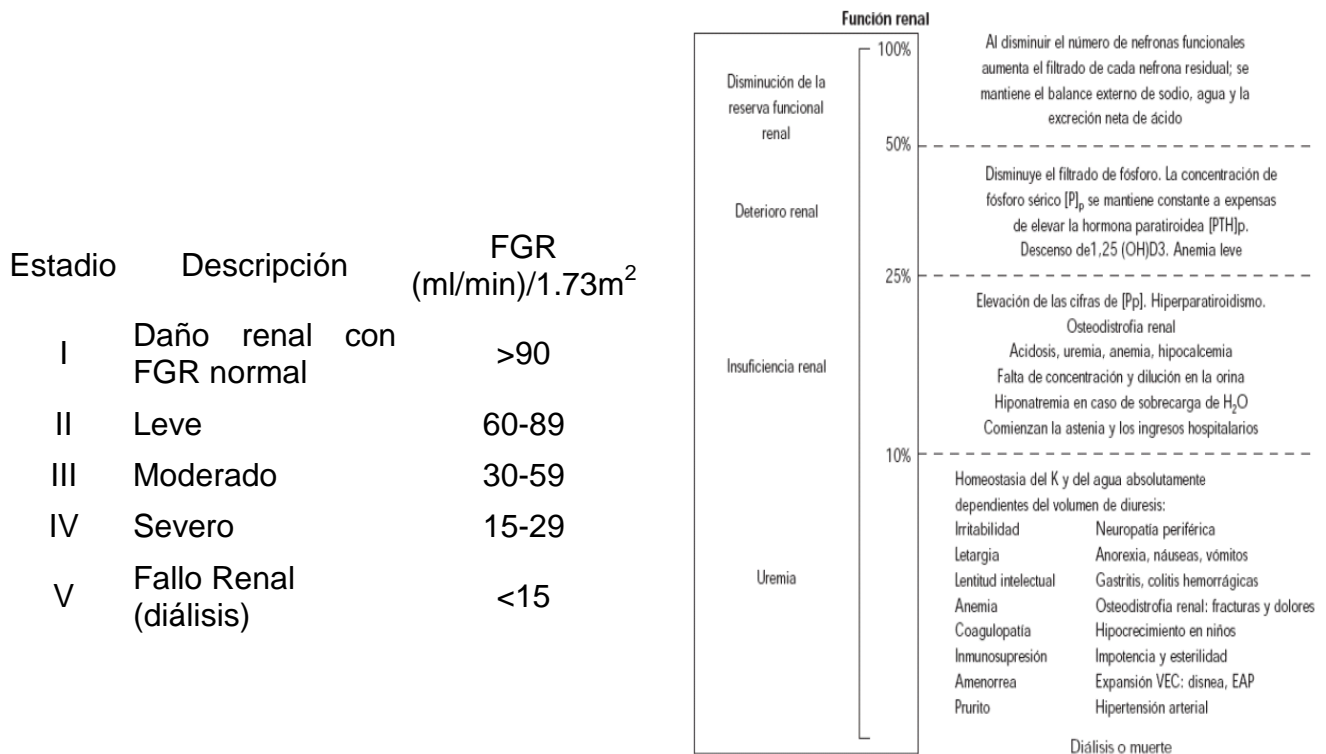 Estadio Descripción FGR (ml/min)/1.73m²
I Daño renal con FGR normal >90
II Leve 60-89
III Moderado 30-59
IV Severo 15-29
V Fallo Renal (diálisis) <15
Función renal
100%
Disminución de la
reserva funcional
renal
Al disminuir el número de nefronas funcionales
aumenta el filtrado de cada nefrona residual; se
mantiene el balance externo de sodio, agua y la
excreción neta de ácido
50%
Deterioro renal
Disminuye el filtrado de fósforo. La concentración de
fósforo sérico [P]p se mantiene constante a expensas
de elevar la hormona paratiroidea [PTH]p.
Descenso de1,25 (OH)D3. Anemia leve
25%
Insuficiencia renal
Elevación de las cifras de [Pp]. Hiperparatiroidismo.
Osteodistrofia renal
Acidosis, uremia, anemia, hipocalcemia
Falta de concentración y dilución en la orina
Hiponatremia en caso de sobrecarga de H₂O
Comienzan la astenia y los ingresos hospitalarios
10%
Uremia
Homeostasia del K y del agua absolutamente
dependientes del volumen de diuresis:
Irritabilidad Neuropatía periférica
Letargia Anorexia, náuseas, vómitos
Lentitud intelectual Gastritis, colitis hemorrágicas
Anemia Osteodistrofia renal: fracturas y dolores
Coagulopatía Hipocrecimiento en niños
Inmunosupresión Impotencia y esterilidad
Amenorrea Expansión VEC: disnea, EAP
Prurito Hipertensión arterial
Diálisis o muerte